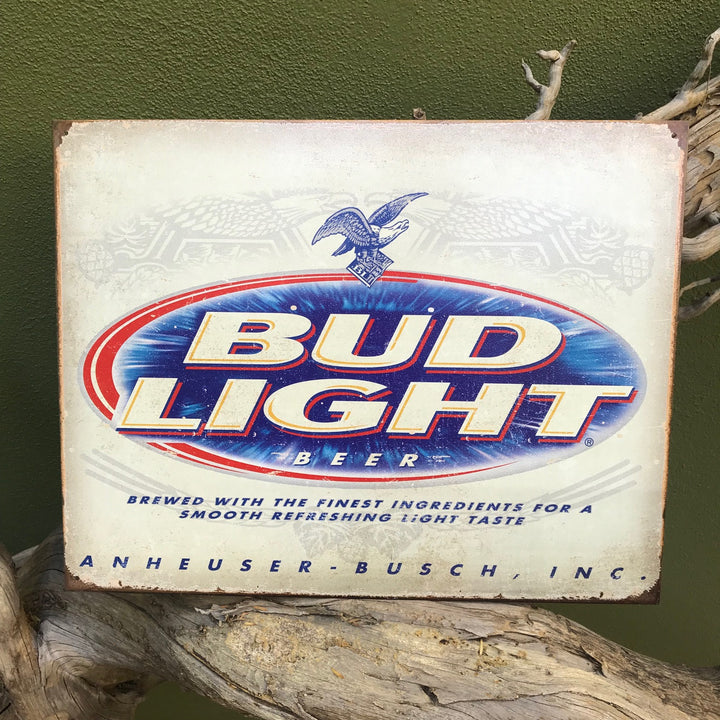 BUD
LIGHT®
BEER
BREWED WITH THE FINEST INGREDIENTS FOR A
SMOOTH REFRESHING LIGHT TASTE
ANHEUSER-BUSCH, INC.